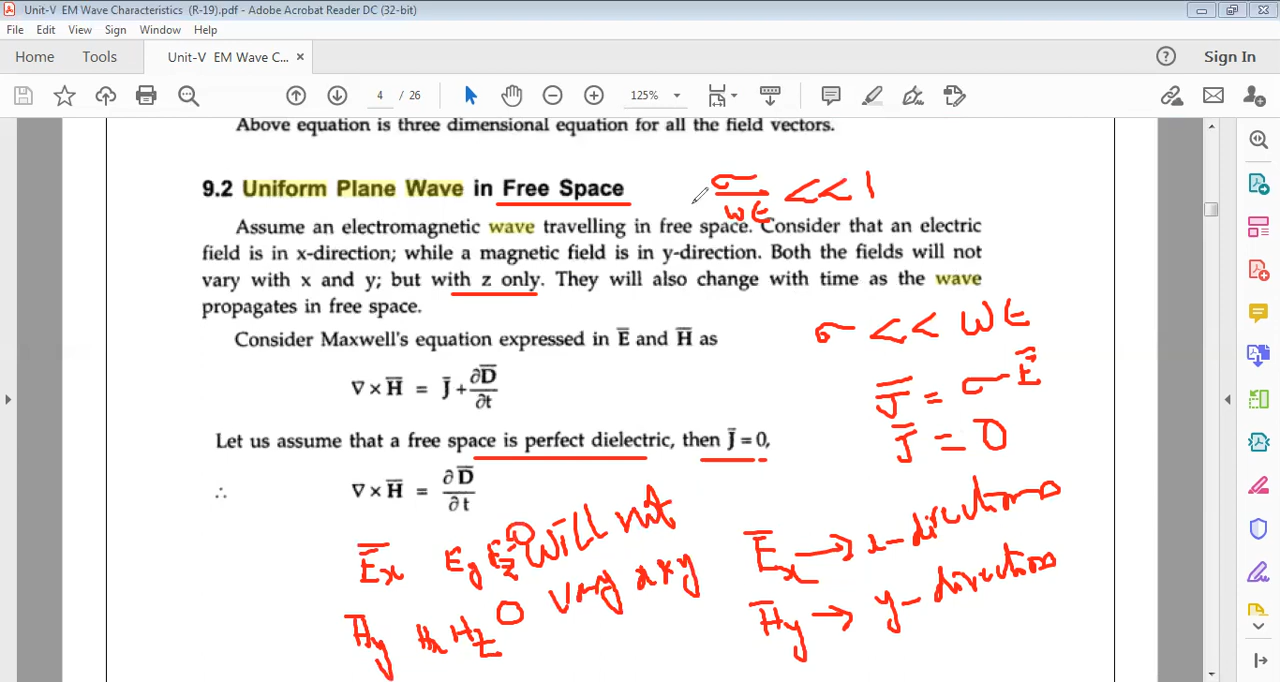 Unit-V EM Wave Characteristics (R-19).pdf - Adobe Acrobat Reader DC (32-bit)
File Edit View Sign Window Help
Home Tools Unit-V EM Wave C... × Sign In
4 / 26 125%
Above equation is three dimensional equation for all the field vectors.
9.2 Uniform Plane Wave in Free Space
σ/ωϵ << 1
Assume an electromagnetic wave travelling in free space. Consider that an electric
field is in x-direction; while a magnetic field is in y-direction. Both the fields will not
vary with x and y; but with z only. They will also change with time as the wave
propagates in free space.
σ << ωϵ
Consider Maxwell's equation expressed in E̅ and H̅ as
∇ × H̅ = J̅ + ∂D̅/∂t
J̅ = σ E̅
J̅ = 0
Let us assume that a free space is perfect dielectric, then J̅ = 0,
∴ ∇ × H̅ = ∂D̅/∂t
E̅x Ey Ez 0 will not
vary x x y
E̅x → x-direction
H̅y Hx Hz 0
H̅y → y-direction